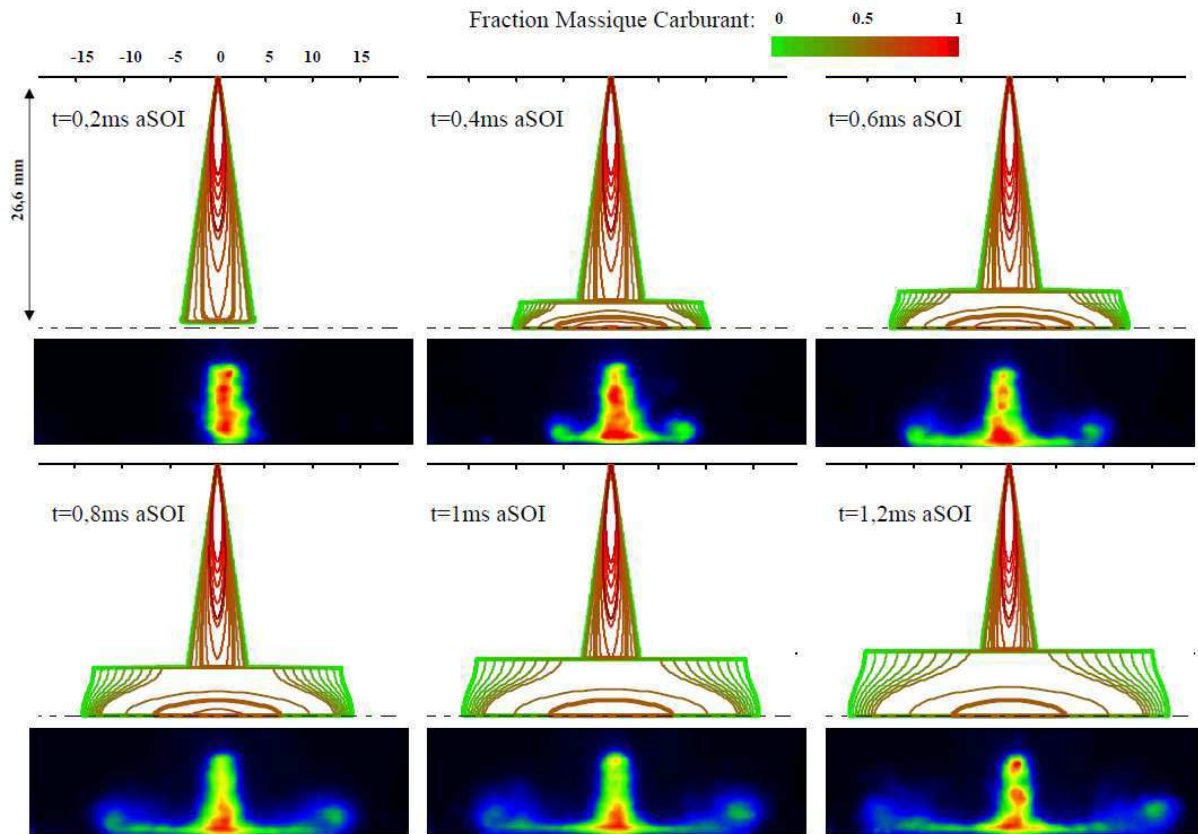 Fraction Massique Carburant: 0 0.5 1
-15 -10 -5 0 5 10 15
t=0,2ms aSOI
t=0,4ms aSOI
t=0,6ms aSOI
26,6 mm
t=0,8ms aSOI
t=1ms aSOI
t=1,2ms aSOI